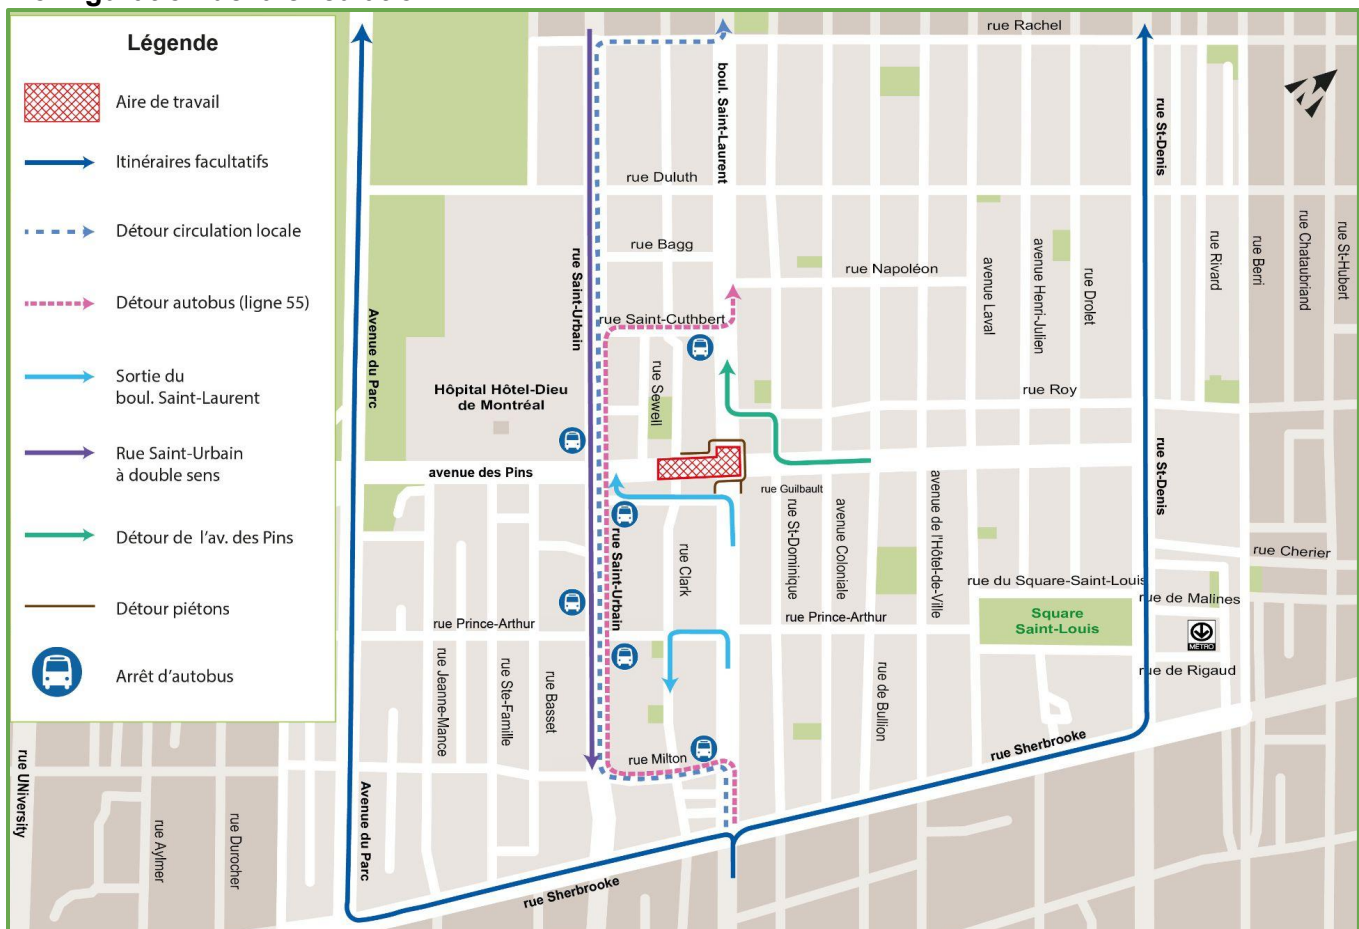 Légende
Aire de travail
Itinéraires facultatifs
Détour circulation locale
Détour autobus (ligne 55)
Sortie du
boul. Saint-Laurent
Rue Saint-Urbain
à double sens
Détour de l'av. des Pins
Détour piétons
Arrêt d'autobus
rue Rachel
boul. Saint-Laurent
rue St-Denis
rue Duluth
rue Bagg
rue Napoléon
rue Saint-Urbain
avenue Laval
avenue Henri-Julien
rue Drolet
rue Rivard
rue Berri
rue Chataubriand
rue St-Hubert
Avenue du Parc
rue Saint-Cuthbert
rue Sewell
Hôpital Hôtel-Dieu
de Montréal
rue Roy
avenue des Pins
rue St-Denis
rue Guilbault
rue Saint-Urbain
rue Clark
rue St-Dominique
avenue Coloniale
avenue de l'Hôtel-de-Ville
rue Cherier
rue du Square-Saint-Louis
rue de Malines
Square
Saint-Louis
MÉTRO
rue de Rigaud
rue Prince-Arthur
rue Prince-Arthur
rue Jeanne-Mance
rue Ste-Famille
rue Basset
rue de Bullion
rue Milton
rue Sherbrooke
rue UNiversity
rue Aylmer
rue Durocher
Avenue du Parc
rue Sherbrooke